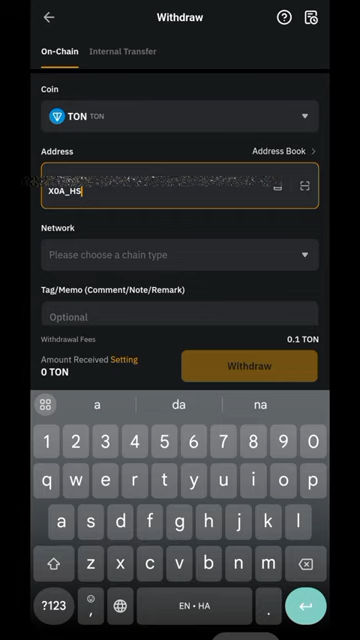 Withdraw
On-Chain Internal Transfer
Coin
TON TON
Address Address Book >
X0A_HS
Network
Please choose a chain type
Tag/Memo (Comment/Note/Remark)
Optional
Withdrawal Fees 0.1 TON
Amount Received Setting
0 TON
Withdraw
a da na
1 2 3 4 5 6 7 8 9 0
q w e r t y u i o p
a s d f g h j k l
z x c v b n m
?123 , EN • HA .